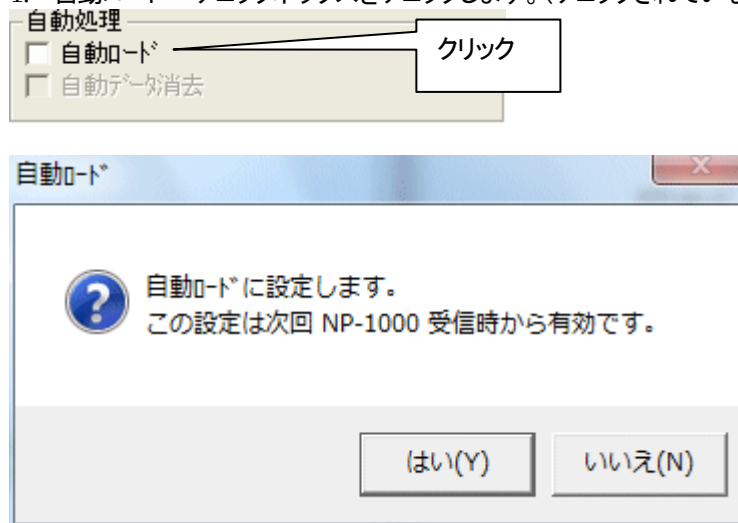 自動処理
自動ﾛｰﾄﾞ
クリック
自動ﾃﾞｰﾀ消去
自動ﾛｰﾄﾞ
自動ﾛｰﾄﾞに設定します。
この設定は次回 NP-1000 受信時から有効です。
はい(Y)
いいえ(N)